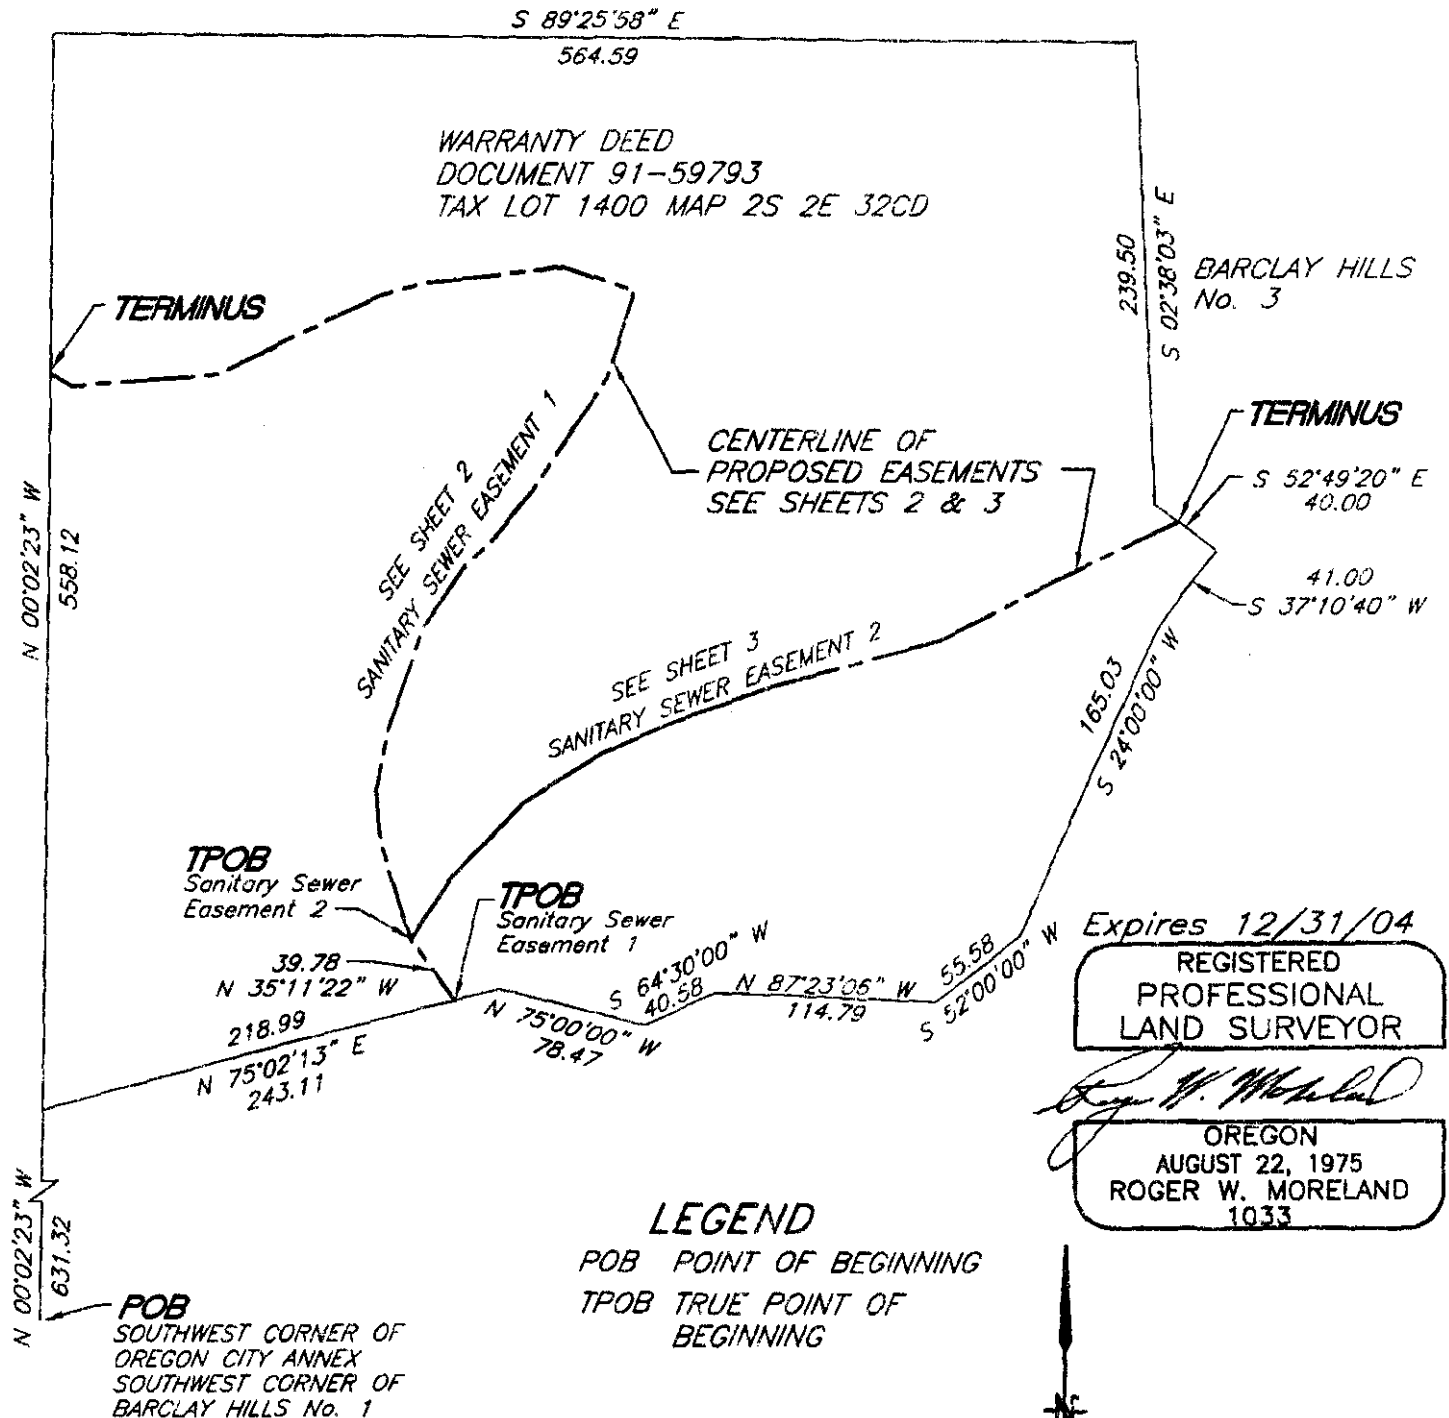 S 89°25'58" E
564.59
WARRANTY DEED
DOCUMENT 91-59793
TAX LOT 1400 MAP 2S 2E 32CD
239.50
S 02°38'03" E
BARCLAY HILLS
No. 3
TERMINUS
TERMINUS
S 52°49'20" E
40.00
CENTERLINE OF
PROPOSED EASEMENTS
SEE SHEETS 2 & 3
SEE SHEET 2
SANITARY SEWER EASEMENT 1
N 00°02'23" W
558.12
41.00
S 37°10'40" W
SEE SHEET 3
SANITARY SEWER EASEMENT 2
165.03
S 24°00'00" W
TPOB
Sanitary Sewer
Easement 2
TPOB
Sanitary Sewer
Easement 1
39.78
N 35°11'22" W
S 64°30'00" W
40.58
N 87°23'06" W
114.79
55.58
S 52°00'00" W
N 75°00'00" W
78.47
218.99
N 75°02'13" E
243.11
Expires 12/31/04
REGISTERED
PROFESSIONAL
LAND SURVEYOR
Roger W. Moreland
OREGON
AUGUST 22, 1975
ROGER W. MORELAND
1033
N 00°02'23" W
631.32
POB
SOUTHWEST CORNER OF
OREGON CITY ANNEX
SOUTHWEST CORNER OF
BARCLAY HILLS No. 1
LEGEND
POB POINT OF BEGINNING
TPOB TRUE POINT OF
BEGINNING
N